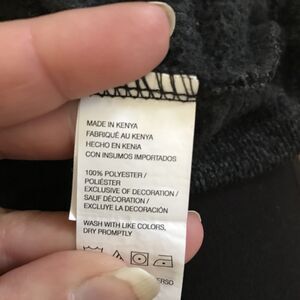 MADE IN KENYA
FABRIQUÉ AU KENYA
HECHO EN KENIA
CON INSUMOS IMPORTADOS
100% POLYESTER /
POLIÉSTER
EXCLUSIVE OF DECORATION /
SAUF DÉCORATION /
EXCLUYE LA DECORACIÓN
WASH WITH LIKE COLORS,
DRY PROMPTLY